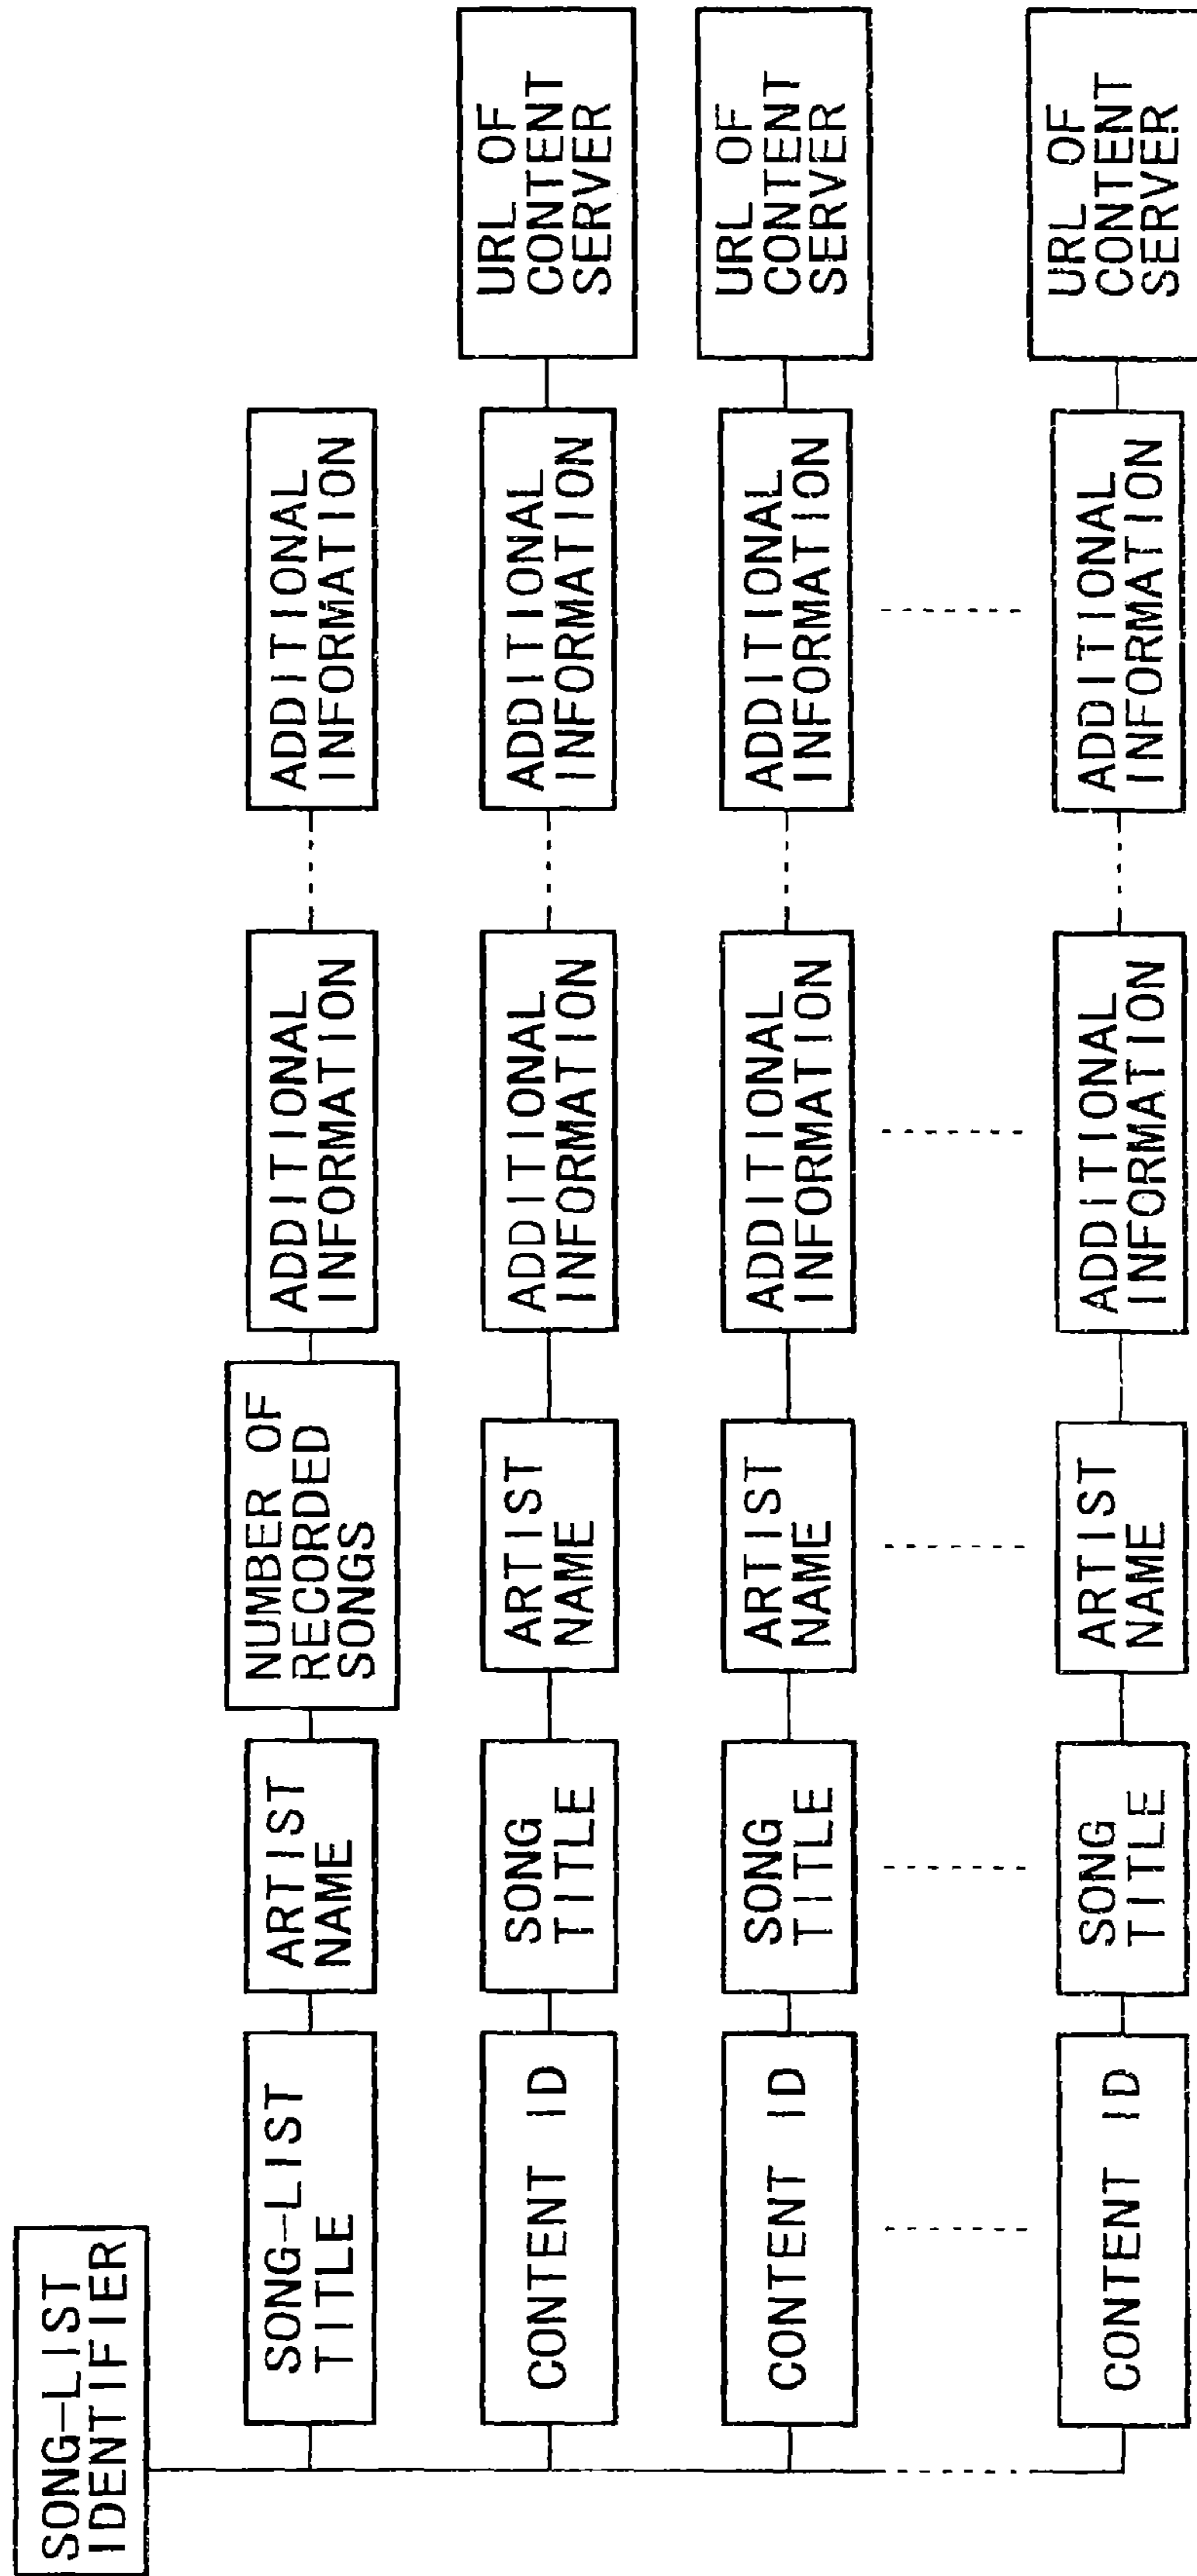 SONG-LIST
IDENTIFIER
SONG-LIST
TITLE
ARTIST
NAME
NUMBER OF
RECORDED
SONGS
ADDITIONAL
INFORMATION
ADDITIONAL
INFORMATION
CONTENT ID
SONG
TITLE
ARTIST
NAME
ADDITIONAL
INFORMATION
ADDITIONAL
INFORMATION
URL OF
CONTENT
SERVER
CONTENT ID
SONG
TITLE
ARTIST
NAME
ADDITIONAL
INFORMATION
ADDITIONAL
INFORMATION
URL OF
CONTENT
SERVER
CONTENT ID
SONG
TITLE
ARTIST
NAME
ADDITIONAL
INFORMATION
ADDITIONAL
INFORMATION
URL OF
CONTENT
SERVER